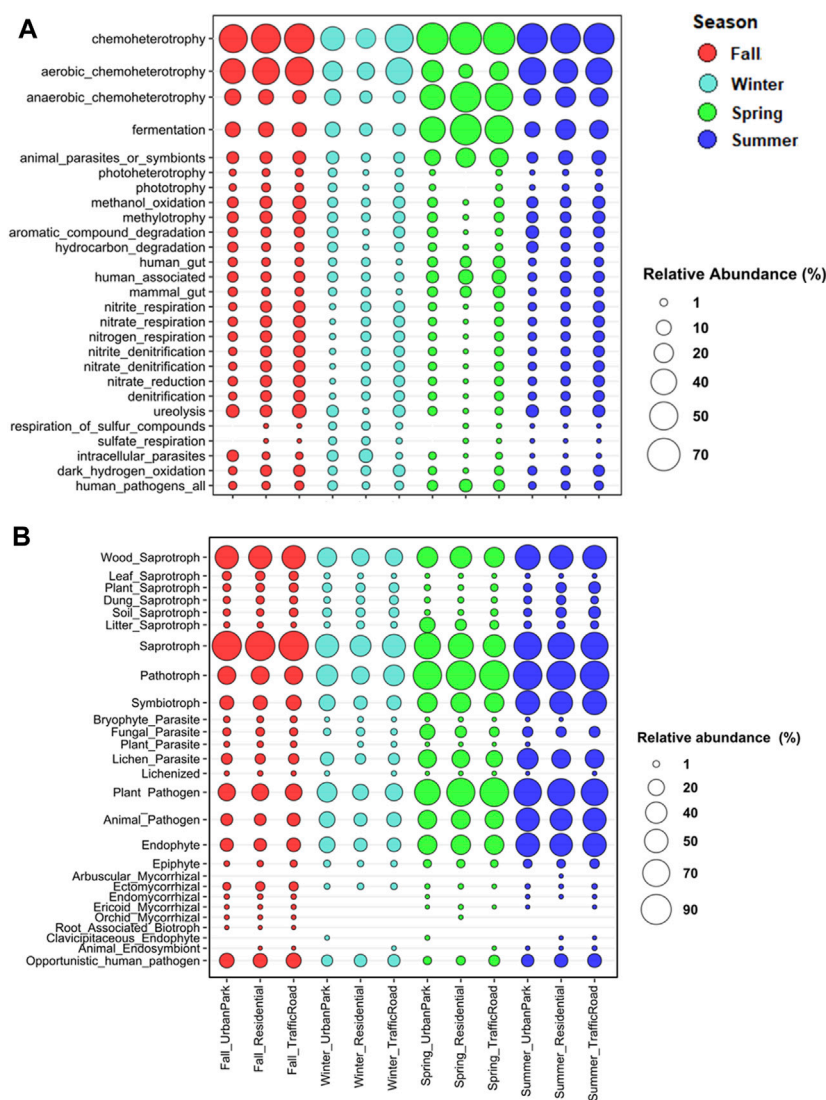 A
chemoheterotrophy
aerobic_chemoheterotrophy
anaerobic_chemoheterotrophy
fermentation
animal_parasites_or_symbionts
photoheterotrophy
phototrophy
methanol_oxidation
methylotrophy
aromatic_compound_degradation
hydrocarbon_degradation
human_gut
human_associated
mammal_gut
nitrite_respiration
nitrate_respiration
nitrogen_respiration
nitrite_denitrification
nitrate_denitrification
nitrate_reduction
denitrification
ureolysis
respiration_of_sulfur_compounds
sulfate_respiration
intracellular_parasites
dark_hydrogen_oxidation
human_pathogens_all
Season
Fall
Winter
Spring
Summer
Relative Abundance (%)
1
10
20
40
50
70
B
Wood_Saprotroph
Leaf_Saprotroph
Plant_Saprotroph
Dung_Saprotroph
Soil_Saprotroph
Litter_Saprotroph
Saprotroph
Pathotroph
Symbiotroph
Bryophyte_Parasite
Fungal_Parasite
Plant_Parasite
Lichen_Parasite
Lichenized
Plant_Pathogen
Animal_Pathogen
Endophyte
Epiphyte
Arbuscular_Mycorrhizal
Ectomycorrhizal
Endomycorrhizal
Ericoid_Mycorrhizal
Orchid_Mycorrhizal
Root_Associated_Biotroph
Clavicipitaceous_Endophyte
Animal_Endosymbiont
Opportunistic_human_pathogen
Relative abundance (%)
1
20
40
50
70
90
Fall_UrbanPark
Fall_Residential
Fall_TrafficRoad
Winter_UrbanPark
Winter_Residential
Winter_TrafficRoad
Spring_UrbanPark
Spring_Residential
Spring_TrafficRoad
Summer_UrbanPark
Summer_Residential
Summer_TrafficRoad